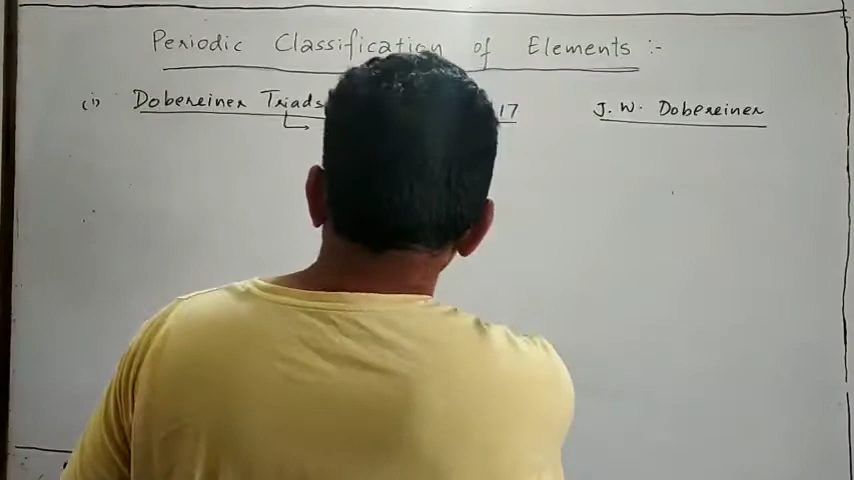 Periodic Classification of Elements :-
(i) Dobereiner Triads 17 J. W. Dobereiner